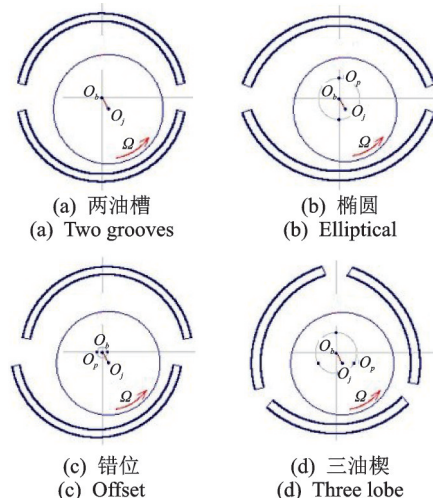 O_b
O_j
Ω
(a) 两油槽
(a) Two grooves
O_p
O_b
O_j
Ω
(b) 椭圆
(b) Elliptical
O_b
O_p
O_j
Ω
(c) 错位
(c) Offset
O_b
O_p
O_j
Ω
(d) 三油楔
(d) Three lobe